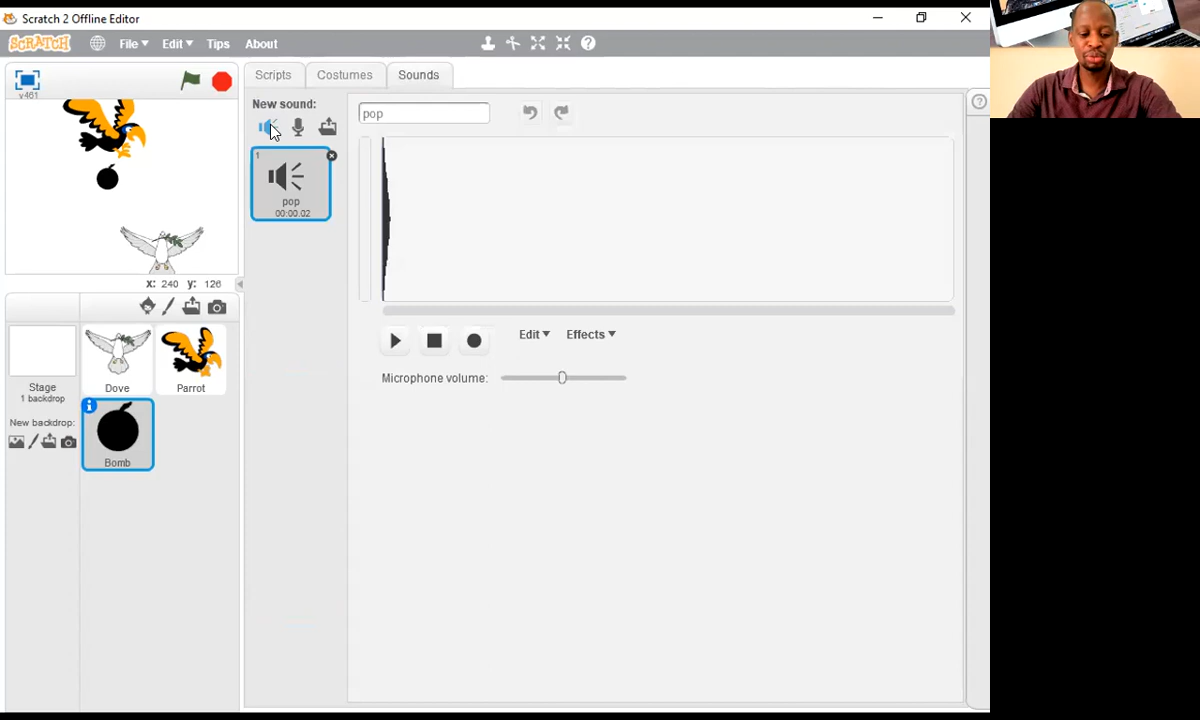 Scratch 2 Offline Editor
SCRATCH File Edit Tips About
v461
Scripts Costumes Sounds
New sound:
pop
1
pop
00:00.02
x: 240 y: 126
Edit Effects
Microphone volume:
Stage
1 backdrop
New backdrop:
Dove
Parrot
Bomb